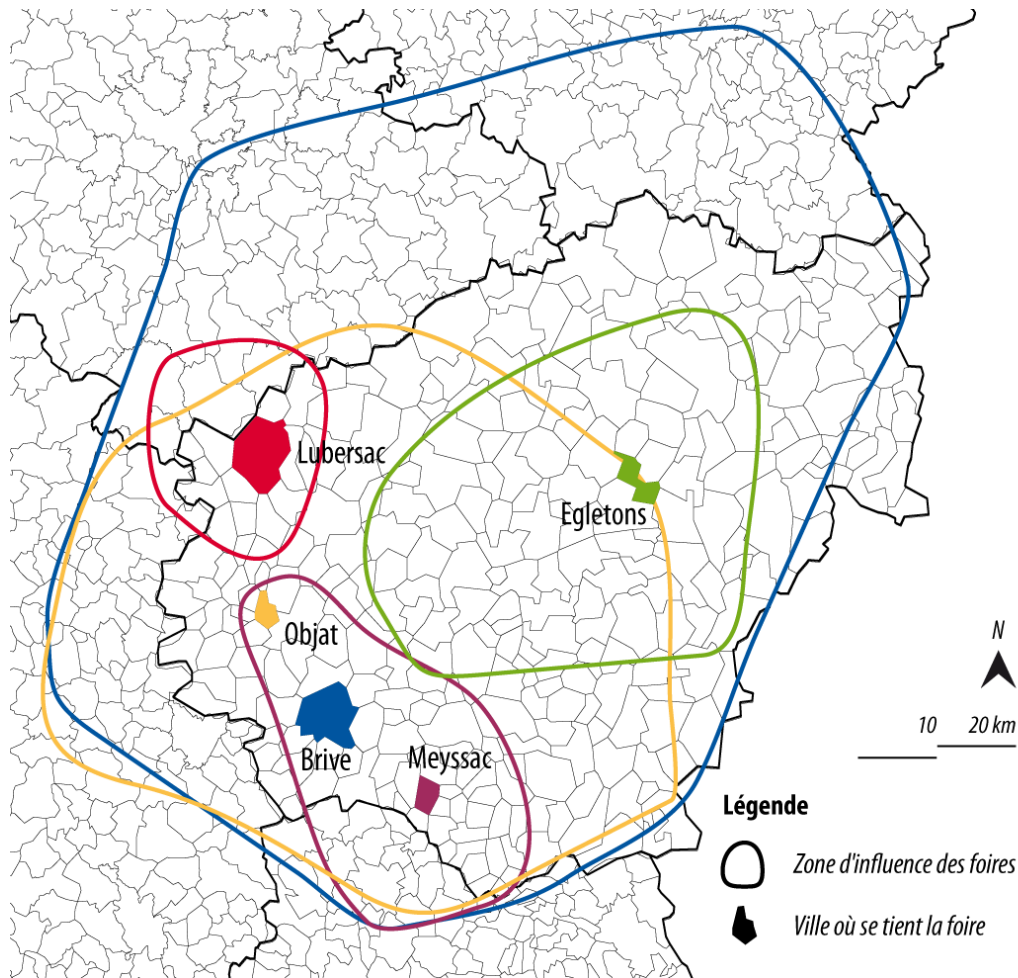 Lubersac
Egletons
Objat
Brive
Meyssac
N
10 20 km
Légende
Zone d'influence des foires
Ville où se tient la foire